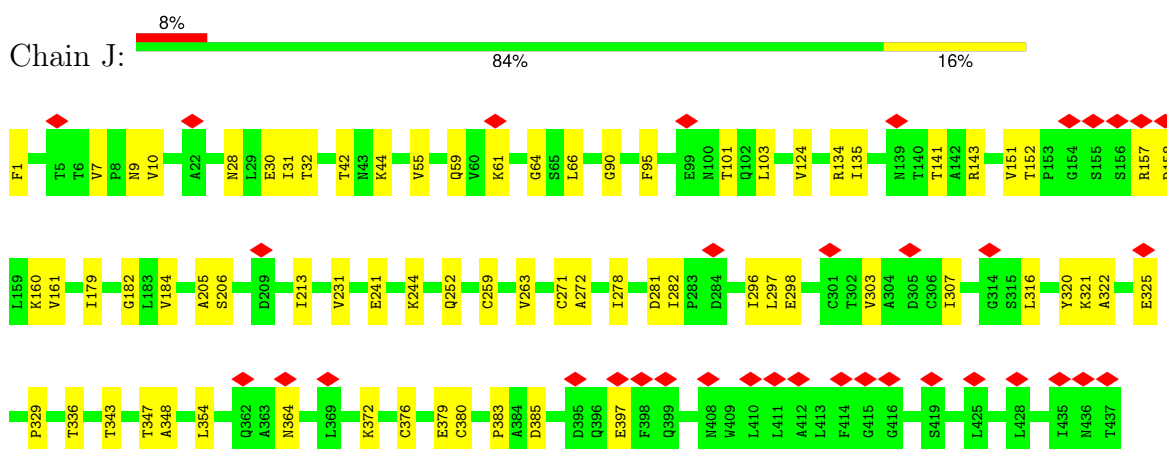 8%
Chain J:
84% 16%
F1 T5 T6 V7 P8 N9 V10 A22 N28 L29 E30 I31 T32 T42 N43 K44 V55 Q59 V60 K61 G64 S65 L66 G90 F95 E99 N100 T101 Q102 L103 V124 R134 I135 N139 T140 T141 A142 R143 V151 T152 P153 G154 S155 S156 R157
L159 K160 V161 I179 G182 L183 V184 A205 S206 D209 I213 V231 E241 K244 Q252 C259 V263 C271 A272 I278 D281 I282 P283 D284 I296 L297 E298 C301 T302 V303 A304 D305 C306 I307 G314 S315 L316 Y320 K321 A322 E325
P329 T336 T343 T347 A348 L354 Q362 A363 N364 L369 K372 C376 E379 C380 P383 A384 D385 D395 Q396 E397 F398 Q399 N408 W409 L410 L411 A412 L413 F414 G415 G416 S419 L425 L428 I435 N436 T437